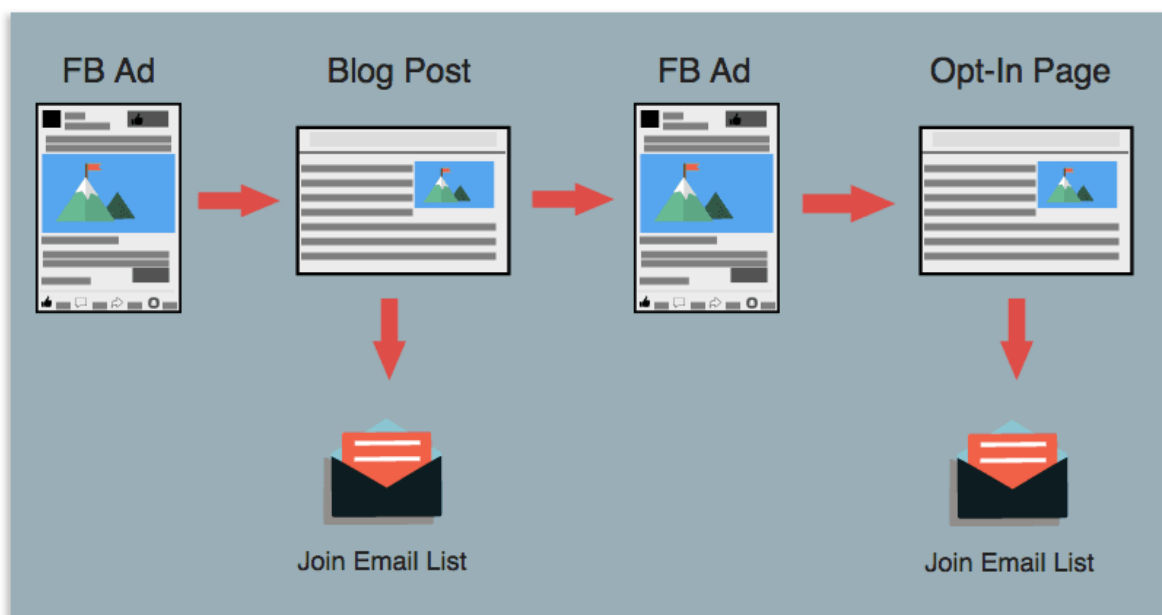 FB Ad
Blog Post
FB Ad
Opt-In Page
Join Email List
Join Email List